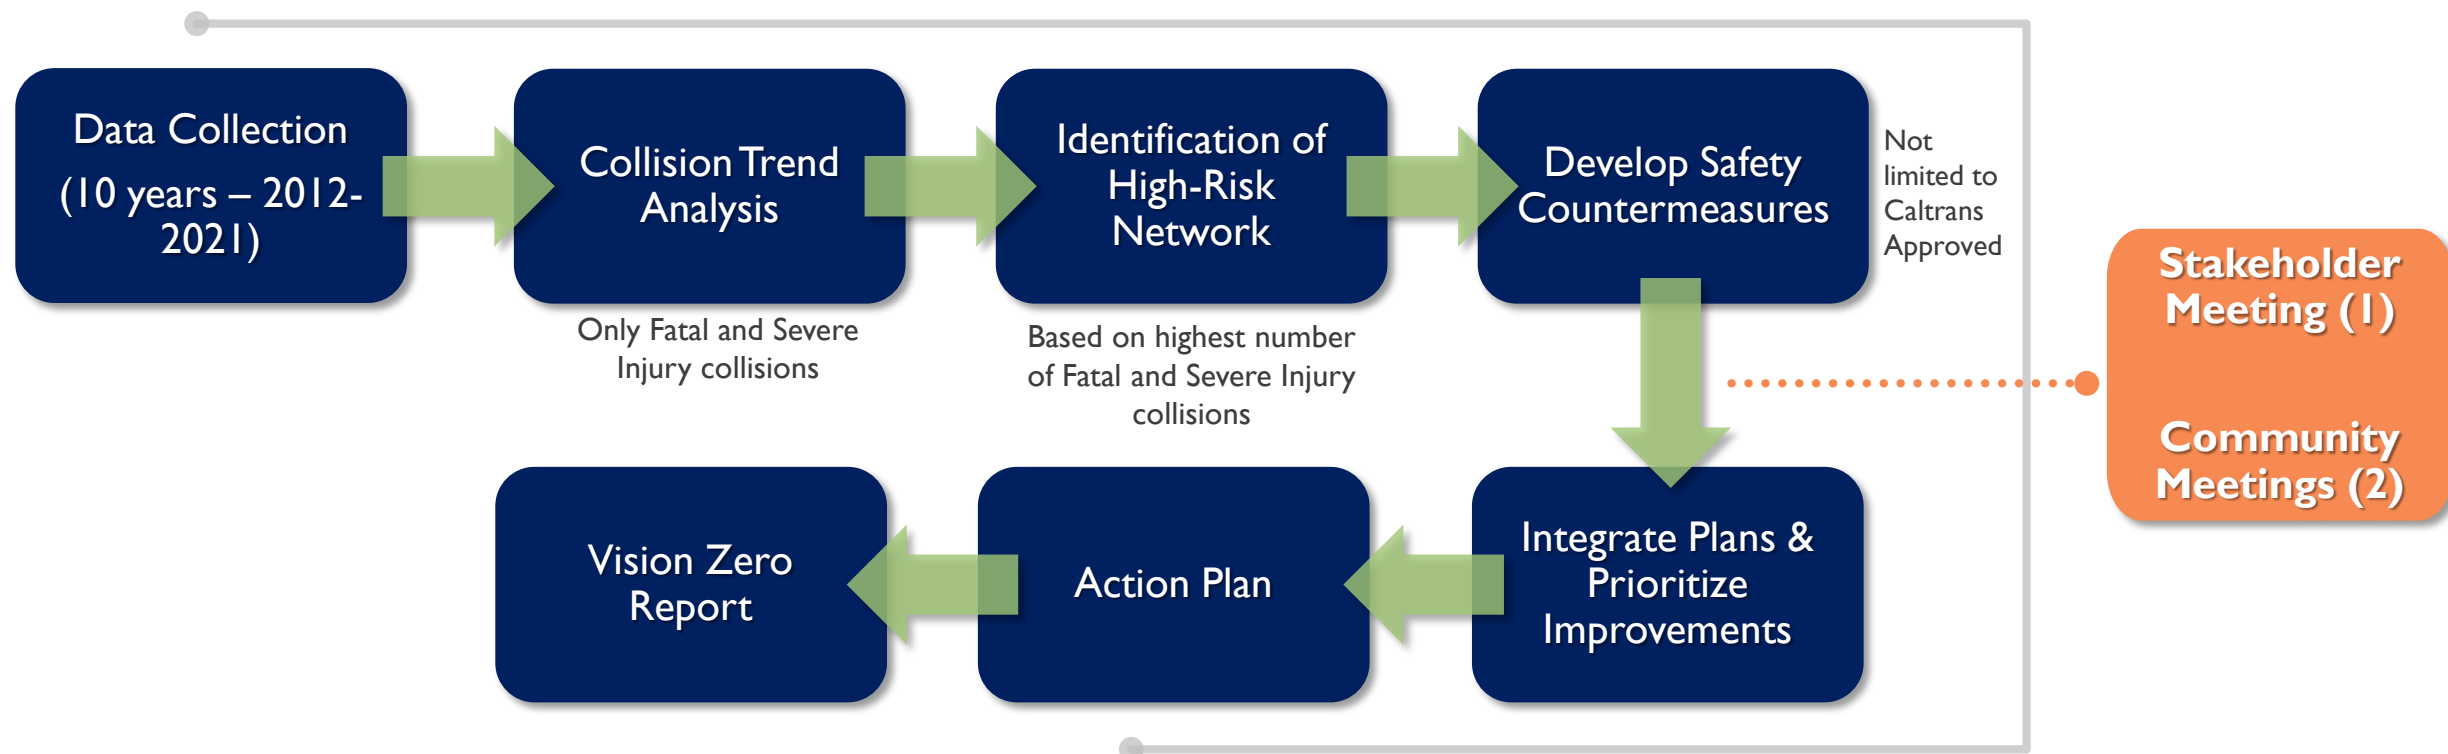 Data Collection
(10 years – 2012-
2021)
Collision Trend
Analysis
Only Fatal and Severe
Injury collisions
Identification of
High-Risk
Network
Based on highest number
of Fatal and Severe Injury
collisions
Develop Safety
Countermeasures
Not
limited to
Caltrans
Approved
Stakeholder
Meeting (1)
Community
Meetings (2)
Integrate Plans &
Prioritize
Improvements
Action Plan
Vision Zero
Report